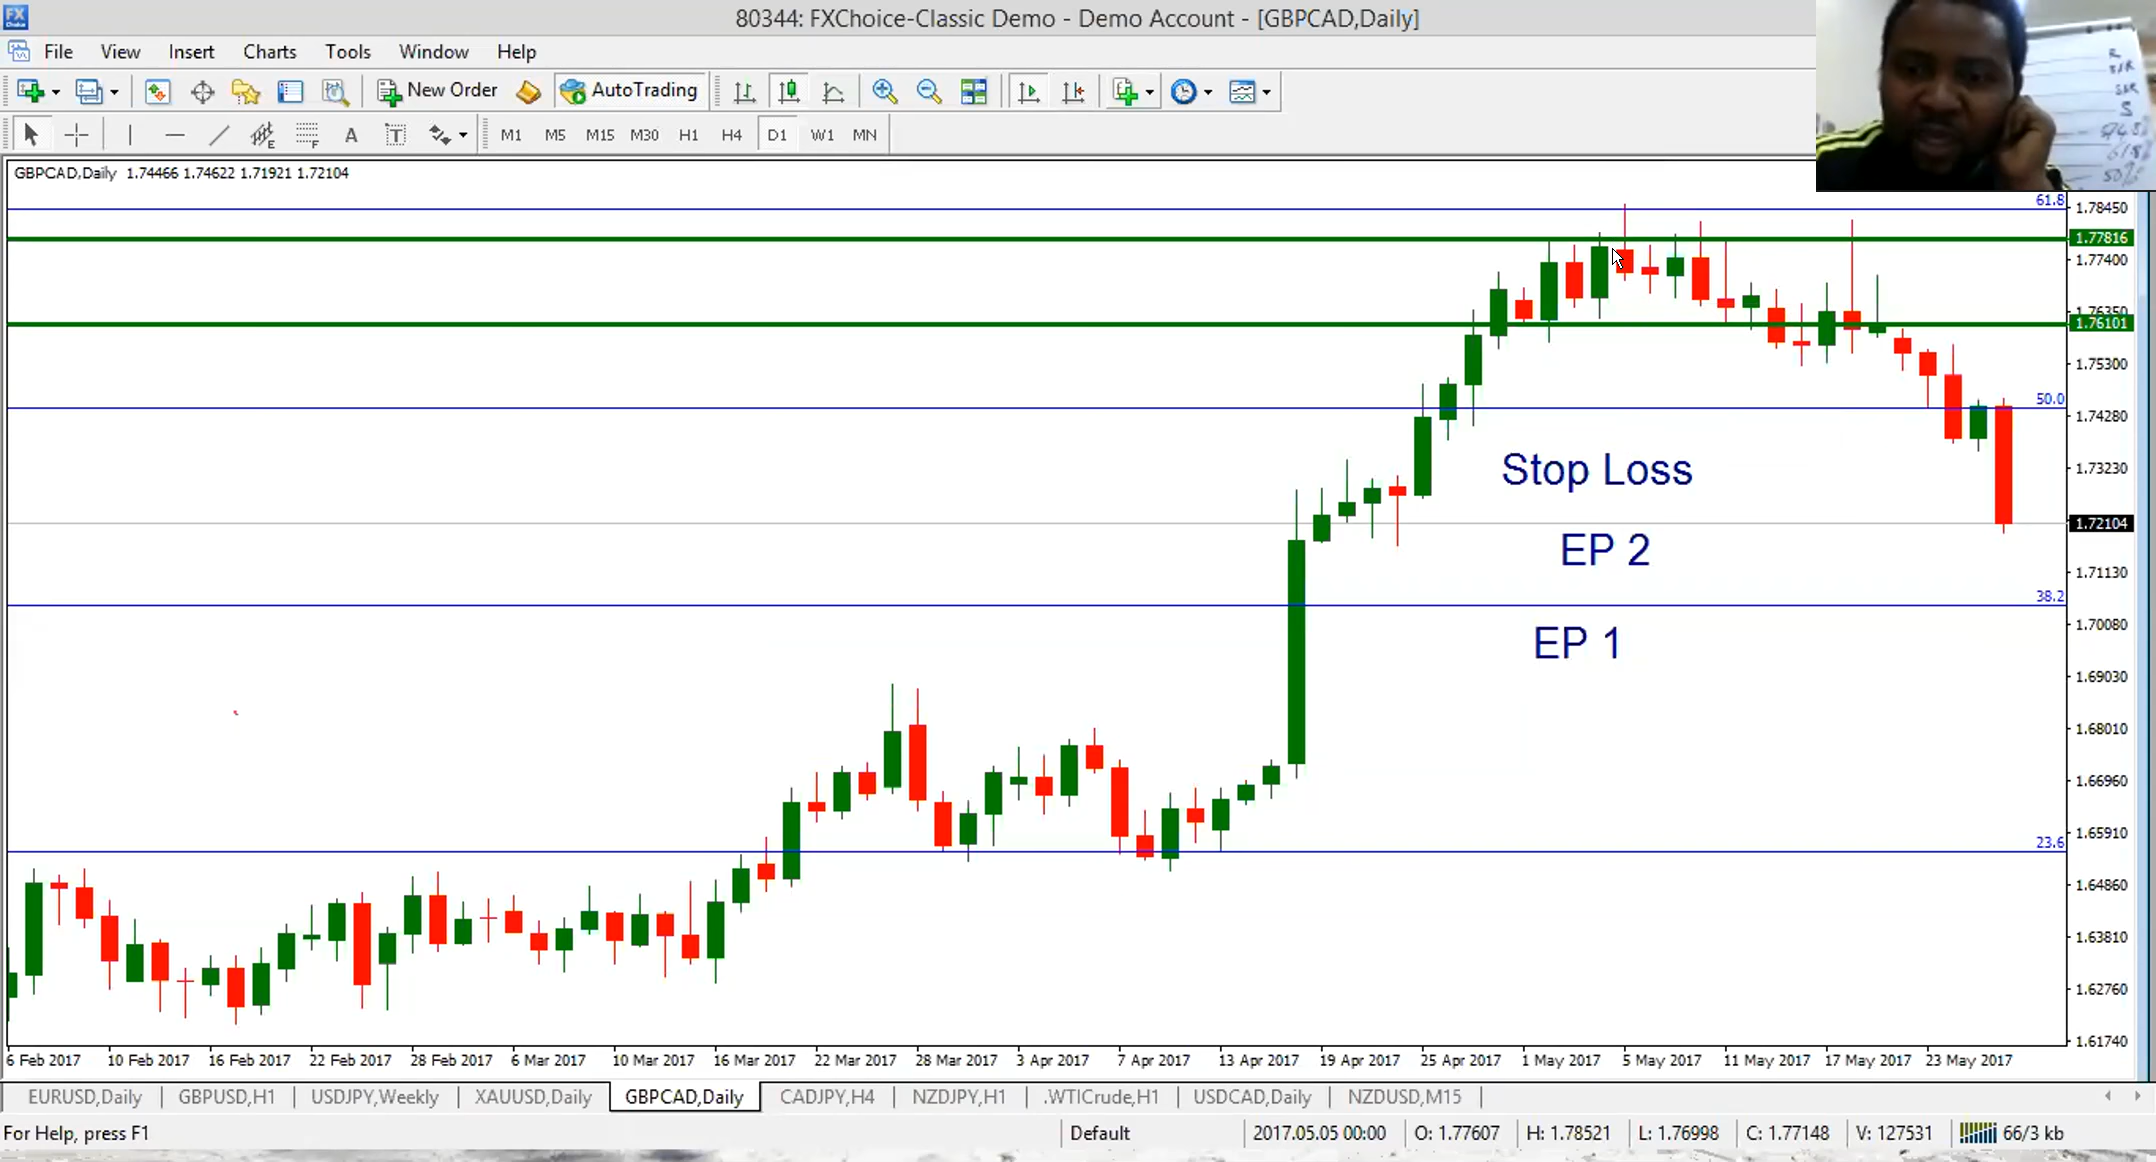 80344: FXChoice-Classic Demo - Demo Account - [GBPCAD,Daily]
FX
Choice
File View Insert Charts Tools Window Help
New Order AutoTrading
E F A T M1 M5 M15 M30 H1 H4 D1 W1 MN
GBPCAD,Daily 1.74466 1.74622 1.71921 1.72104
R
S
50%
61.8
1.78450
1.77816
1.77400
1.76350
1.76101
1.75300
50.0
1.74280
Stop Loss
1.73230
1.72104
EP 2
1.71130
38.2
1.70080
EP 1
1.69030
1.68010
1.66960
1.65910
23.6
1.64860
1.63810
1.62760
1.61740
6 Feb 2017 10 Feb 2017 16 Feb 2017 22 Feb 2017 28 Feb 2017 6 Mar 2017 10 Mar 2017 16 Mar 2017 22 Mar 2017 28 Mar 2017 3 Apr 2017 7 Apr 2017 13 Apr 2017 19 Apr 2017 25 Apr 2017 1 May 2017 5 May 2017 11 May 2017 17 May 2017 23 May 2017
EURUSD,Daily GBPUSD,H1 USDJPY,Weekly XAUUSD,Daily GBPCAD,Daily CADJPY,H4 NZDJPY,H1 .WTICrude,H1 USDCAD,Daily NZDUSD,M15
For Help, press F1 Default 2017.05.05 00:00 O: 1.77607 H: 1.78521 L: 1.76998 C: 1.77148 V: 127531 66/3 kb